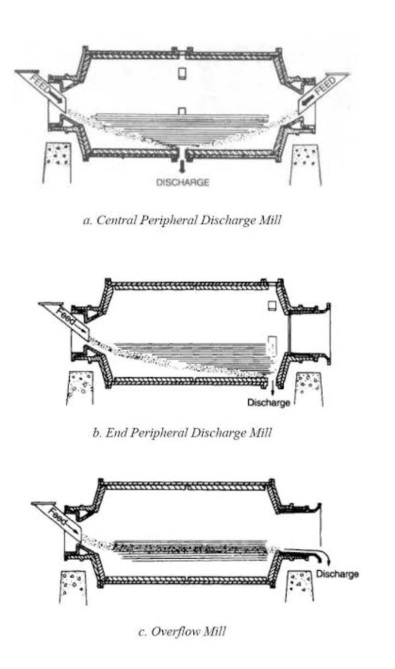 FEED
FEED
DISCHARGE
a. Central Peripheral Discharge Mill
Feed
Discharge
b. End Peripheral Discharge Mill
Feed
Discharge
c. Overflow Mill